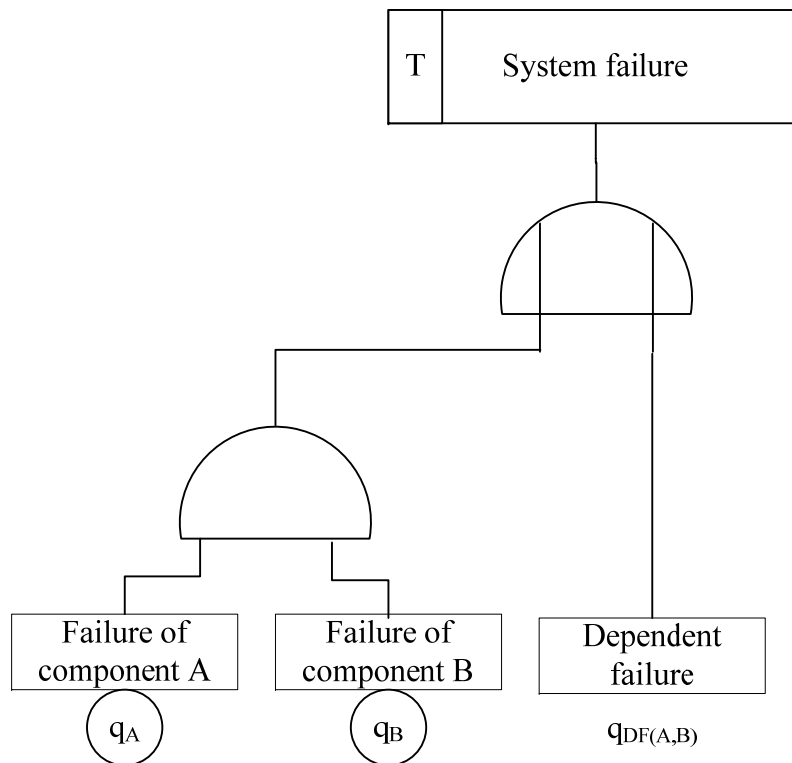 T
System failure
Failure of
component A
Failure of
component B
Dependent
failure
qA
qB
qDF(A,B)